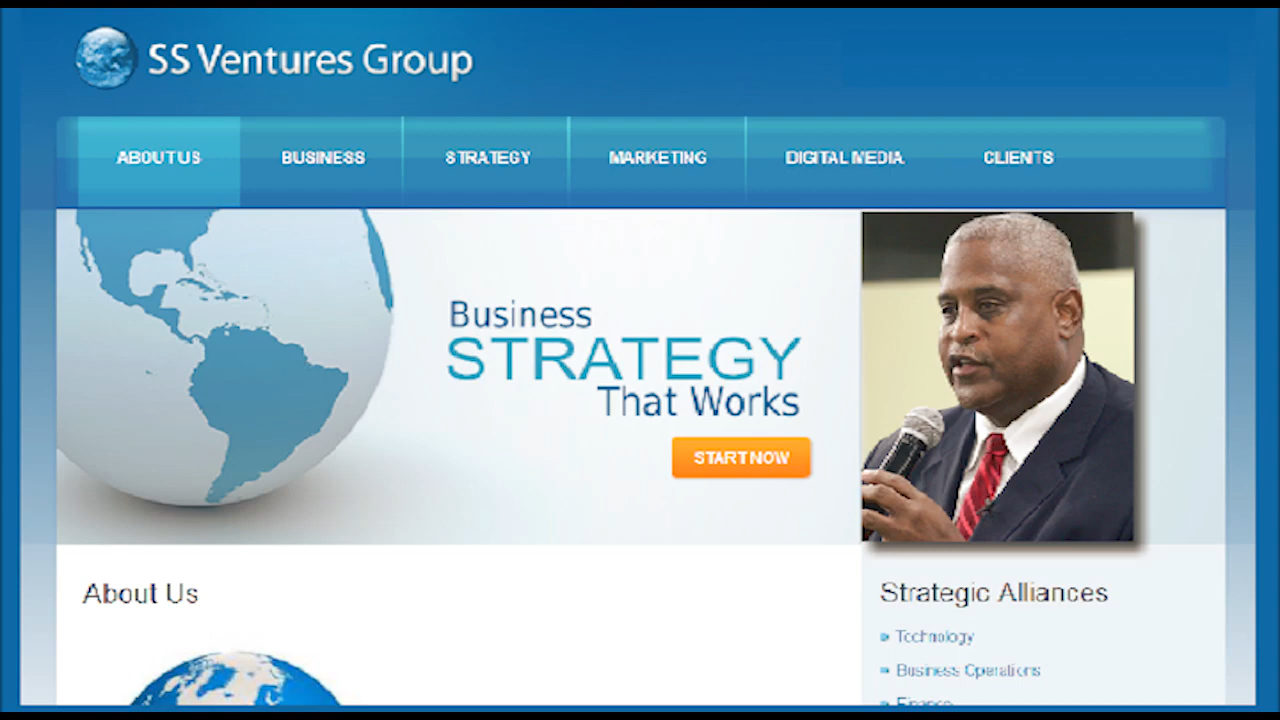 SS Ventures Group
ABOUT US BUSINESS STRATEGY MARKETING DIGITAL MEDIA CLIENTS
Business
STRATEGY
That Works
START NOW
About Us
Strategic Alliances
Technology
Business Operations
Finance